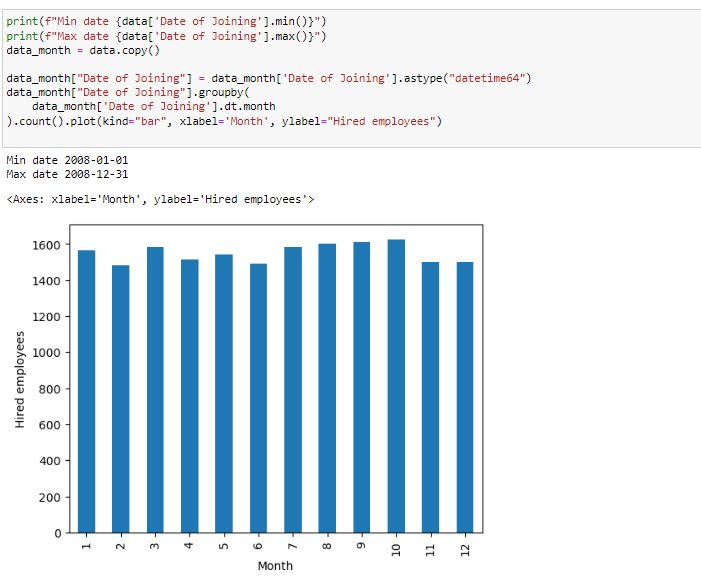 print(f"Min date {data['Date of Joining'].min()}")
print(f"Max date {data['Date of Joining'].max()}")
data_month = data.copy()
data_month["Date of Joining"] = data_month['Date of Joining'].astype("datetime64")
data_month["Date of Joining"].groupby(
data_month['Date of Joining'].dt.month
).count().plot(kind="bar", xlabel='Month', ylabel="Hired employees")
Min date 2008-01-01
Max date 2008-12-31
<Axes: xlabel='Month', ylabel='Hired employees'>
1600
1400
1200
1000
800
600
400
200
0
Hired employees
1 2 3 4 5 6 7 8 9 10 11 12
Month